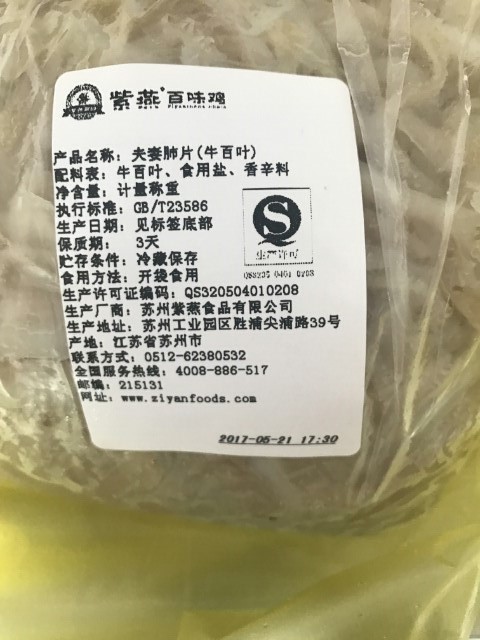 紫燕®百味鸡
产品名称：夫妻肺片(牛百叶)
配料表：牛百叶、食用盐、香辛料
净含量：计量称重
执行标准：GB/T23586
生产日期：见标签底部
保质期：3天
贮存条件：冷藏保存
食用方法：开袋食用
生产许可证编码：QS320504010208
生产厂商：苏州紫燕食品有限公司
生产地址：苏州工业园区胜浦尖浦路39号
产地：江苏省苏州市
联系方式：0512-62380532
全国服务热线：4008-886-517
邮编：215131
网址：www.ziyanfoods.com
生产许可
QS3205 0401 0208
2017-05-21 17:30